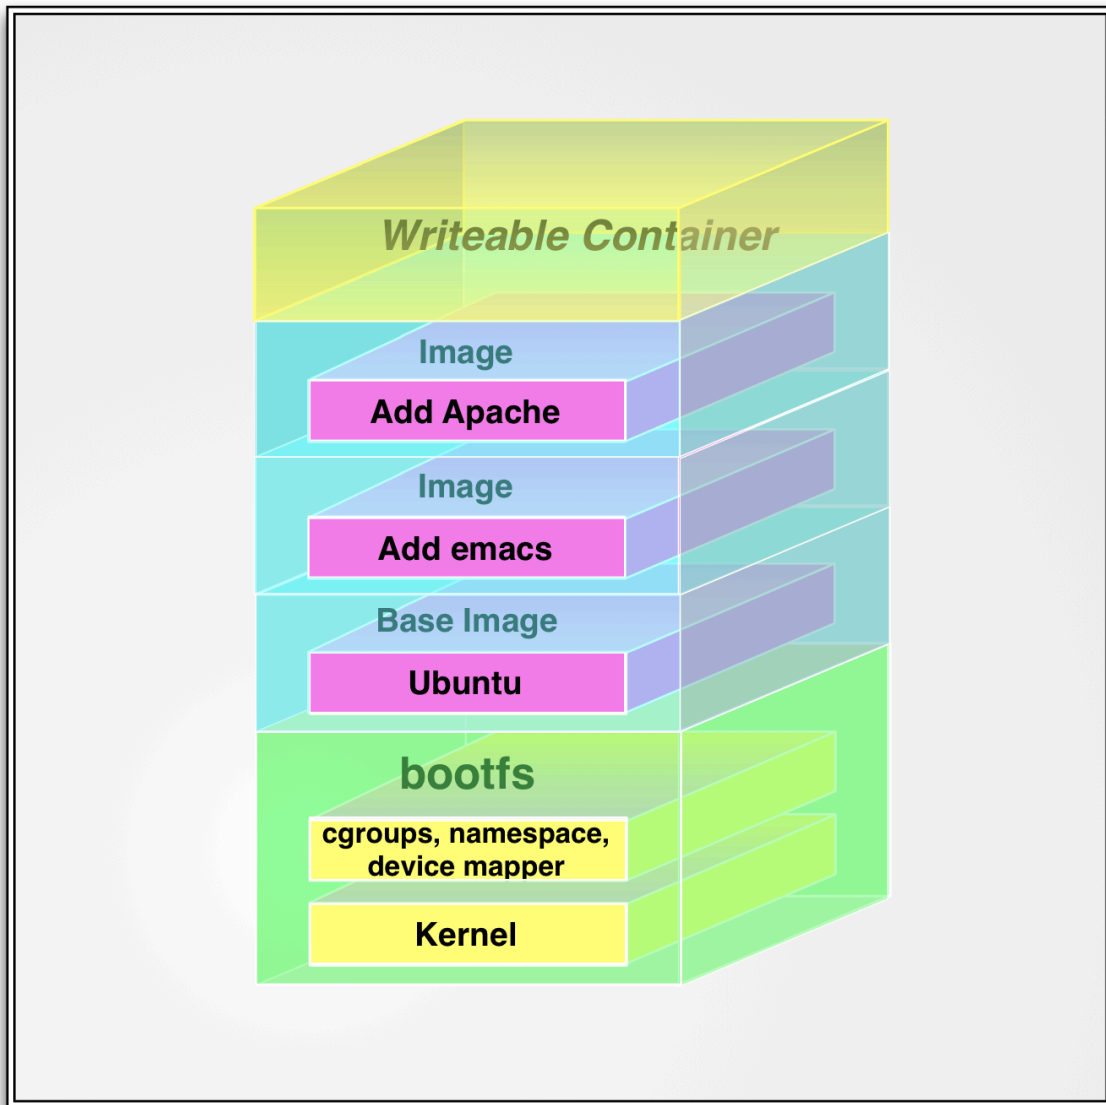 Writeable Container
Image
Add Apache
Image
Add emacs
Base Image
Ubuntu
bootfs
cgroups, namespace,
device mapper
Kernel